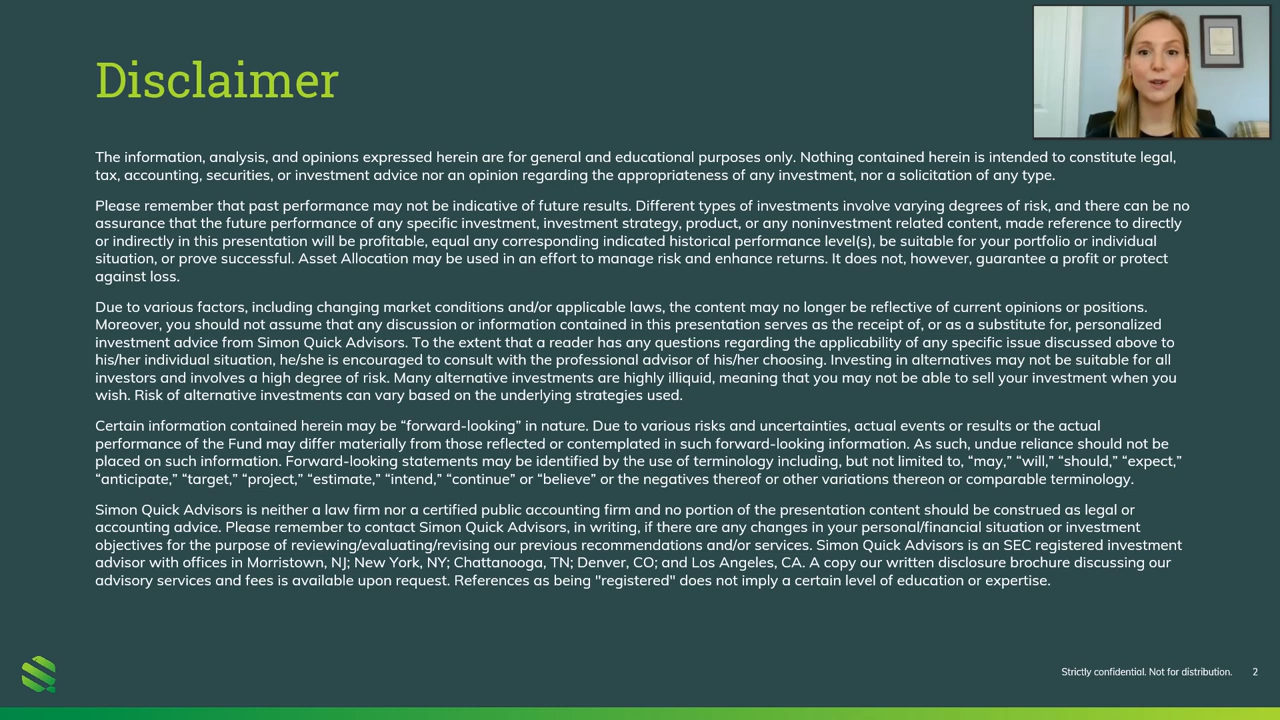 Disclaimer
The information, analysis, and opinions expressed herein are for general and educational purposes only. Nothing contained herein is intended to constitute legal,
tax, accounting, securities, or investment advice nor an opinion regarding the appropriateness of any investment, nor a solicitation of any type.
Please remember that past performance may not be indicative of future results. Different types of investments involve varying degrees of risk, and there can be no
assurance that the future performance of any specific investment, investment strategy, product, or any noninvestment related content, made reference to directly
or indirectly in this presentation will be profitable, equal any corresponding indicated historical performance level(s), be suitable for your portfolio or individual
situation, or prove successful. Asset Allocation may be used in an effort to manage risk and enhance returns. It does not, however, guarantee a profit or protect
against loss.
Due to various factors, including changing market conditions and/or applicable laws, the content may no longer be reflective of current opinions or positions.
Moreover, you should not assume that any discussion or information contained in this presentation serves as the receipt of, or as a substitute for, personalized
investment advice from Simon Quick Advisors. To the extent that a reader has any questions regarding the applicability of any specific issue discussed above to
his/her individual situation, he/she is encouraged to consult with the professional advisor of his/her choosing. Investing in alternatives may not be suitable for all
investors and involves a high degree of risk. Many alternative investments are highly illiquid, meaning that you may not be able to sell your investment when you
wish. Risk of alternative investments can vary based on the underlying strategies used.
Certain information contained herein may be “forward-looking” in nature. Due to various risks and uncertainties, actual events or results or the actual
performance of the Fund may differ materially from those reflected or contemplated in such forward-looking information. As such, undue reliance should not be
placed on such information. Forward-looking statements may be identified by the use of terminology including, but not limited to, “may,” “will,” “should,” “expect,”
“anticipate,” “target,” “project,” “estimate,” “intend,” “continue” or “believe” or the negatives thereof or other variations thereon or comparable terminology.
Simon Quick Advisors is neither a law firm nor a certified public accounting firm and no portion of the presentation content should be construed as legal or
accounting advice. Please remember to contact Simon Quick Advisors, in writing, if there are any changes in your personal/financial situation or investment
objectives for the purpose of reviewing/evaluating/revising our previous recommendations and/or services. Simon Quick Advisors is an SEC registered investment
advisor with offices in Morristown, NJ; New York, NY; Chattanooga, TN; Denver, CO; and Los Angeles, CA. A copy our written disclosure brochure discussing our
advisory services and fees is available upon request. References as being "registered" does not imply a certain level of education or expertise.
Strictly confidential. Not for distribution. 2